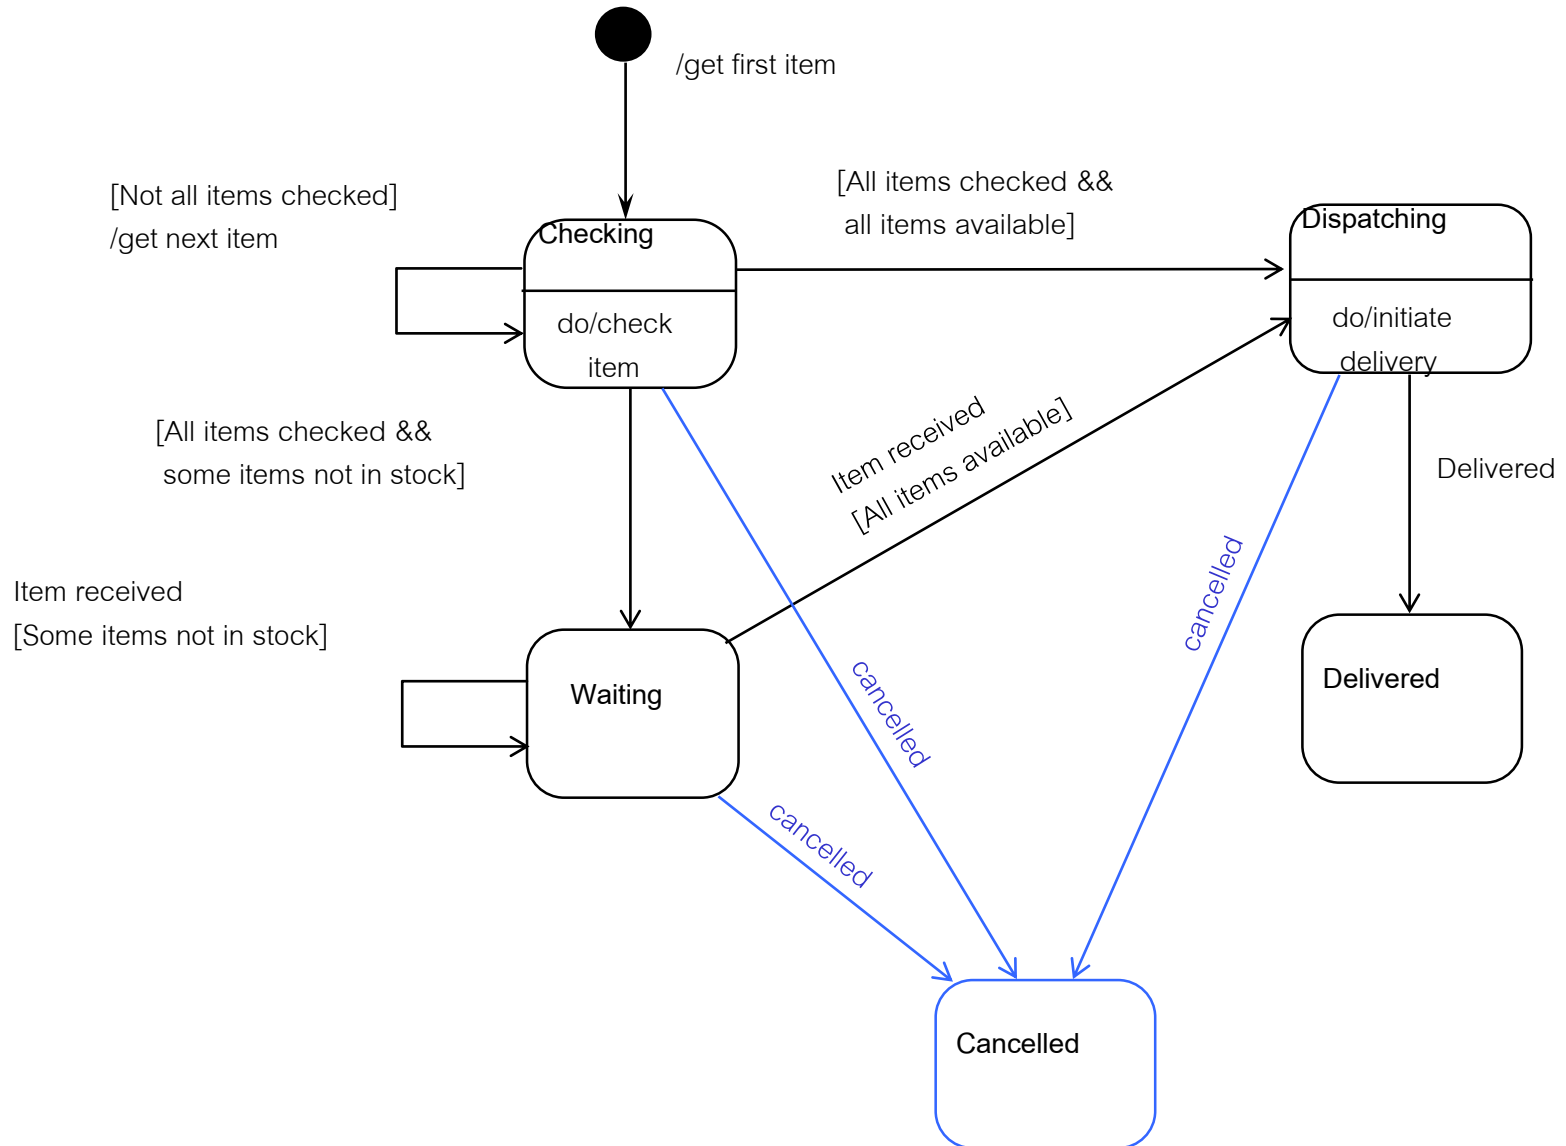 /get first item
[Not all items checked]
/get next item
[All items checked &&
all items available]
Checking
do/check
item
Dispatching
do/initiate
delivery
[All items checked &&
some items not in stock]
Item received
[All items available]
Delivered
cancelled
Item received
[Some items not in stock]
Waiting
cancelled
cancelled
Delivered
Cancelled